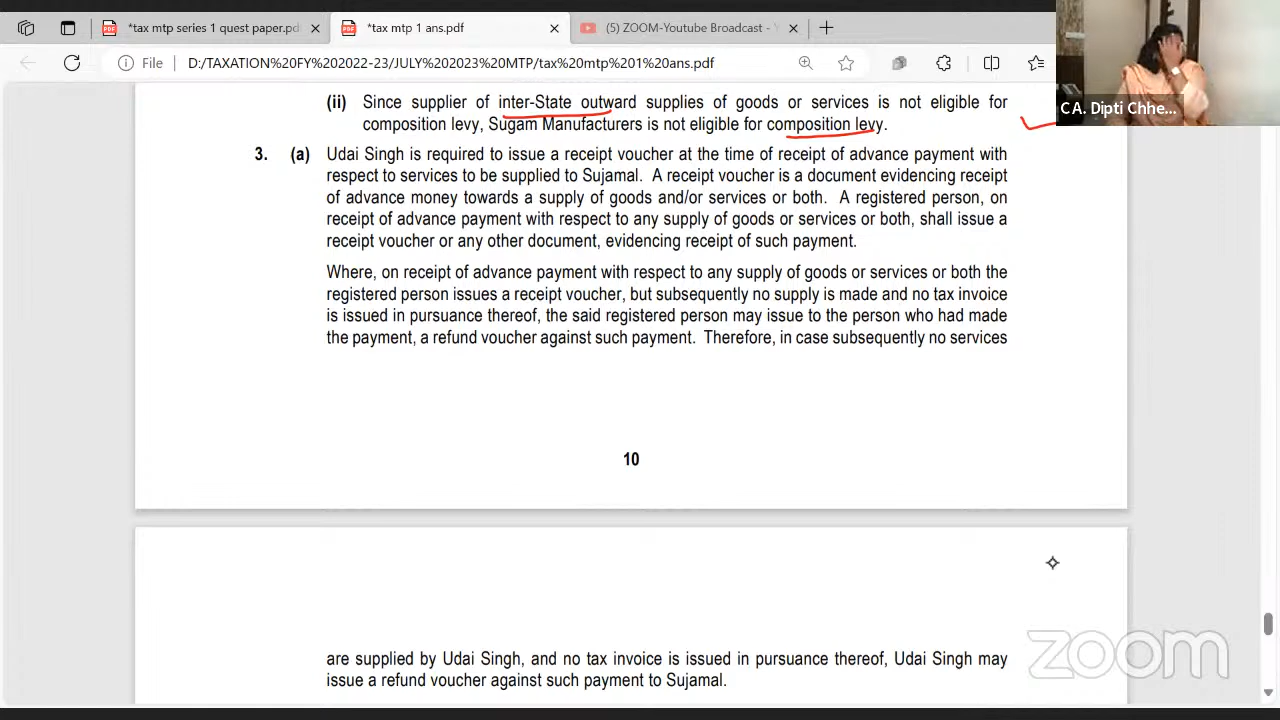 *tax mtp series 1 quest paper.pd
*tax mtp 1 ans.pdf
(5) ZOOM-Youtube Broadcast - Y
File
D:/TAXATION%20FY%202022-23/JULY%202023%20MTP/tax%20mtp%201%20ans.pdf
CA. Dipti Chhe...
(ii) Since supplier of inter-State outward supplies of goods or services is not eligible for
composition levy, Sugam Manufacturers is not eligible for composition levy.
3. (a) Udai Singh is required to issue a receipt voucher at the time of receipt of advance payment with
respect to services to be supplied to Sujamal. A receipt voucher is a document evidencing receipt
of advance money towards a supply of goods and/or services or both. A registered person, on
receipt of advance payment with respect to any supply of goods or services or both, shall issue a
receipt voucher or any other document, evidencing receipt of such payment.
Where, on receipt of advance payment with respect to any supply of goods or services or both the
registered person issues a receipt voucher, but subsequently no supply is made and no tax invoice
is issued in pursuance thereof, the said registered person may issue to the person who had made
the payment, a refund voucher against such payment. Therefore, in case subsequently no services
10
are supplied by Udai Singh, and no tax invoice is issued in pursuance thereof, Udai Singh may
issue a refund voucher against such payment to Sujamal.
zoom